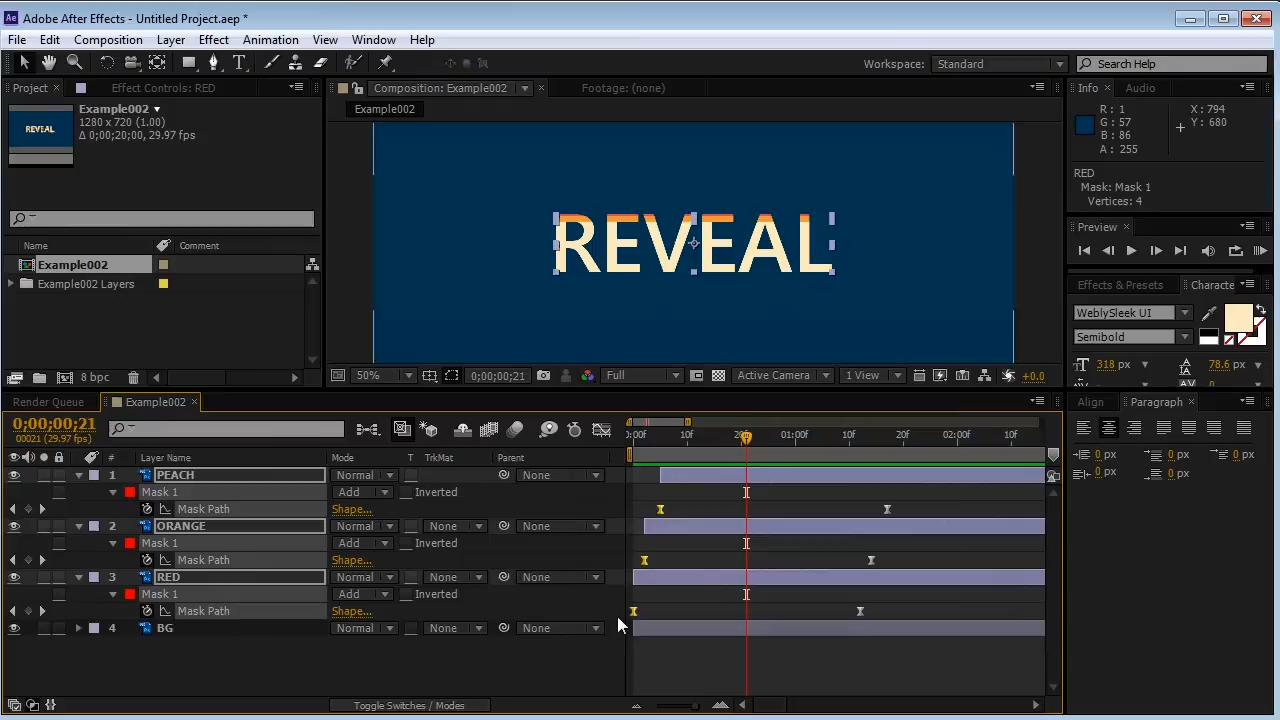 Adobe After Effects - Untitled Project.aep *
File Edit Composition Layer Effect Animation View Window Help
Workspace: Standard Search Help
Project Effect Controls: RED Composition: Example002 Footage: (none) Info Audio
Example002
1280 x 720 (1.00)
Δ 0;00;20;00, 29.97 fps
REVEAL
Example002
R : 1
G : 57
B : 86
A : 255
X : 794
Y : 680
RED
Mask: Mask 1
Vertices: 4
REVEAL
Preview
Name Comment
Example002
Example002 Layers
Effects & Presets Characte
WeblySleek UI
Semibold
318 px 78.6 px
8 bpc
50% 0;00;00;21 Full Active Camera 1 View +0.0
Render Queue Example002
Align Paragraph
0;00;00;21
00021 (29.97 fps)
0:00f 10f 20f 01:00f 10f 20f 02:00f 10f
# Layer Name Mode T TrkMat Parent
1 PEACH Normal None
Mask 1 Add Inverted
Mask Path Shape...
2 ORANGE Normal None None
Mask 1 Add Inverted
Mask Path Shape...
3 RED Normal None None
Mask 1 Add Inverted
Mask Path Shape...
4 BG Normal None None
0 px 0 px 0 px
0 px 0 px
Toggle Switches / Modes